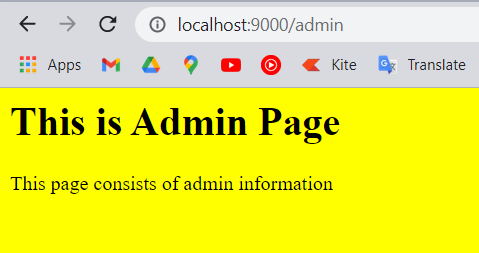 localhost:9000/admin
Apps Kite Translate
This is Admin Page
This page consists of admin information